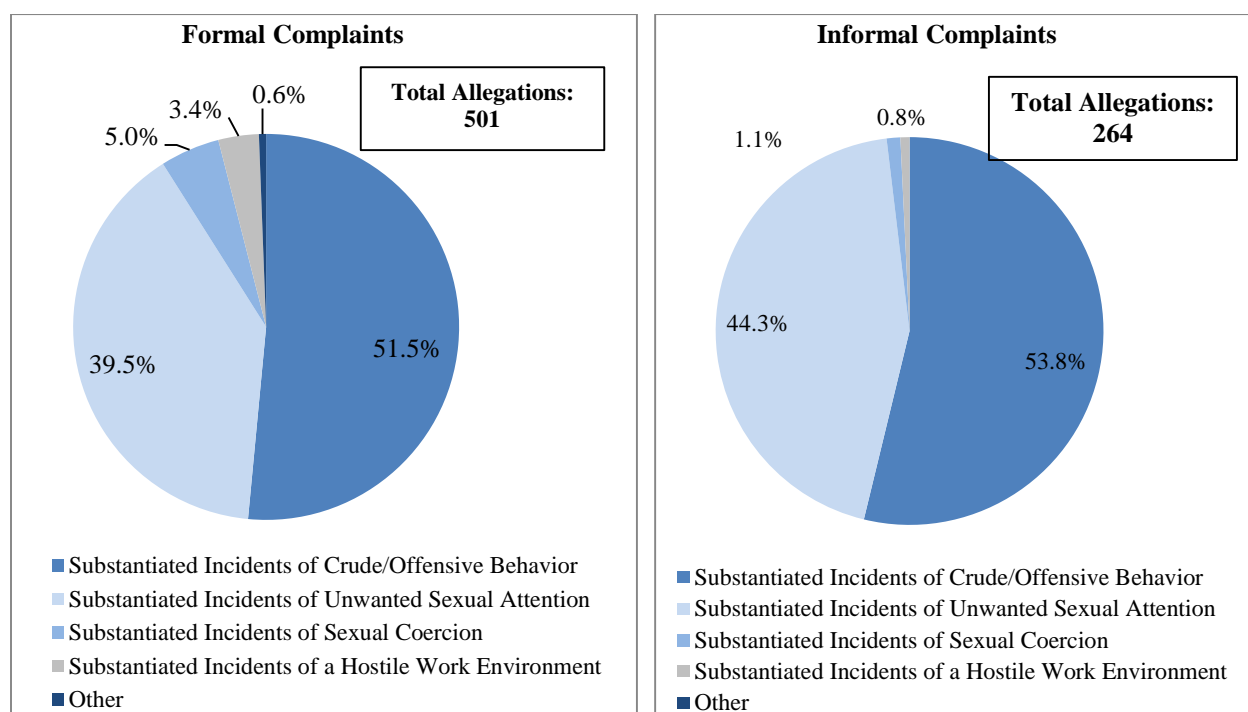 Formal Complaints
Total Allegations:
501
0.6%
3.4%
5.0%
39.5%
51.5%
Substantiated Incidents of Crude/Offensive Behavior
Substantiated Incidents of Unwanted Sexual Attention
Substantiated Incidents of Sexual Coercion
Substantiated Incidents of a Hostile Work Environment
Other
Informal Complaints
Total Allegations:
264
0.8%
1.1%
44.3%
53.8%
Substantiated Incidents of Crude/Offensive Behavior
Substantiated Incidents of Unwanted Sexual Attention
Substantiated Incidents of Sexual Coercion
Substantiated Incidents of a Hostile Work Environment
Other